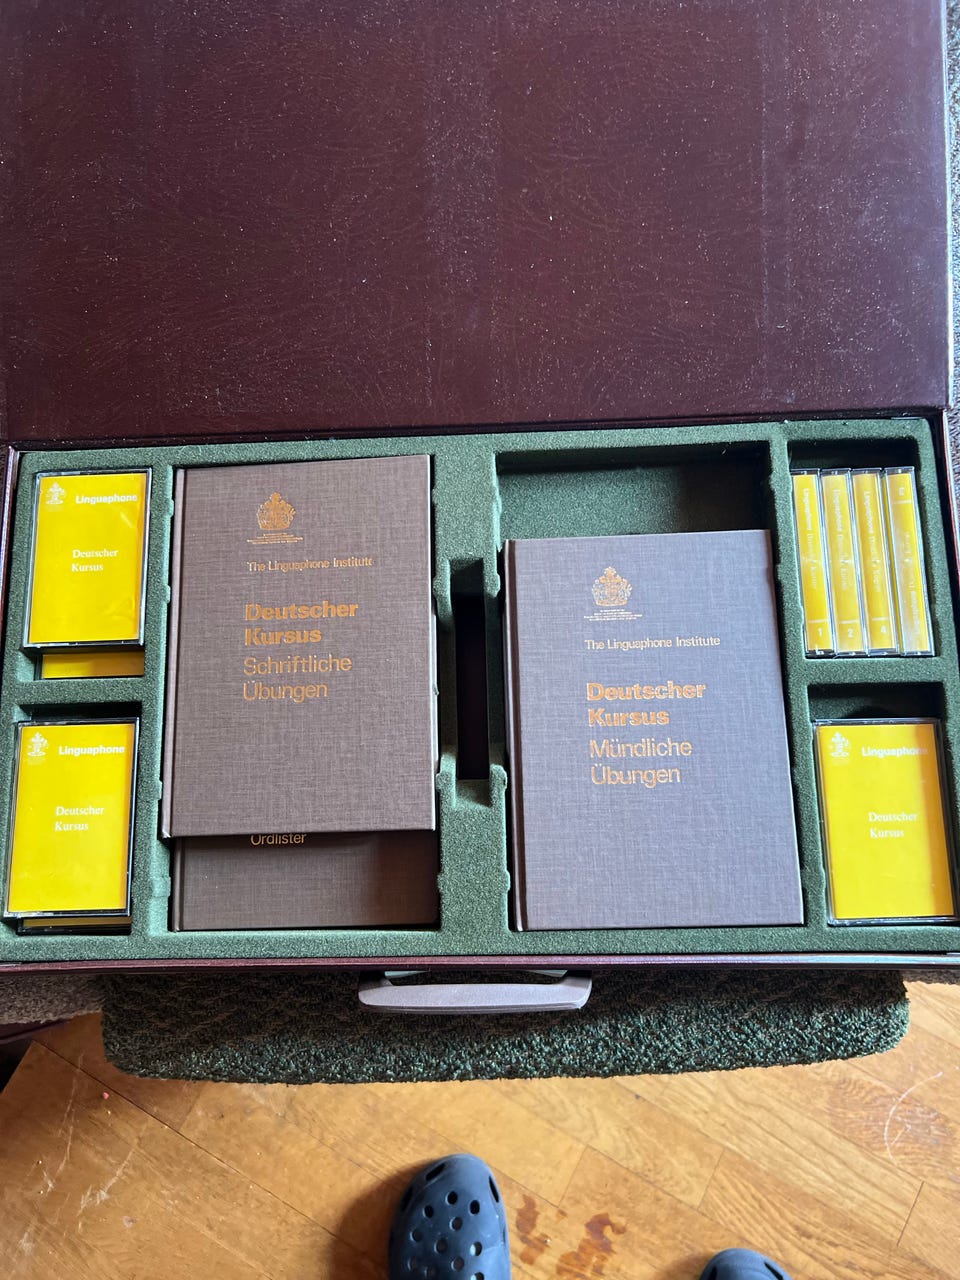 Linguaphone
Deutscher
Kursus
Linguaphone
Deutscher
Kursus
The Linguaphone Institute
Deutscher
Kursus
Schriftliche
Übungen
Ordlister
The Linguaphone Institute
Deutscher
Kursus
Mündliche
Übungen
1
2
4
Linguaphone
Deutscher
Kursus